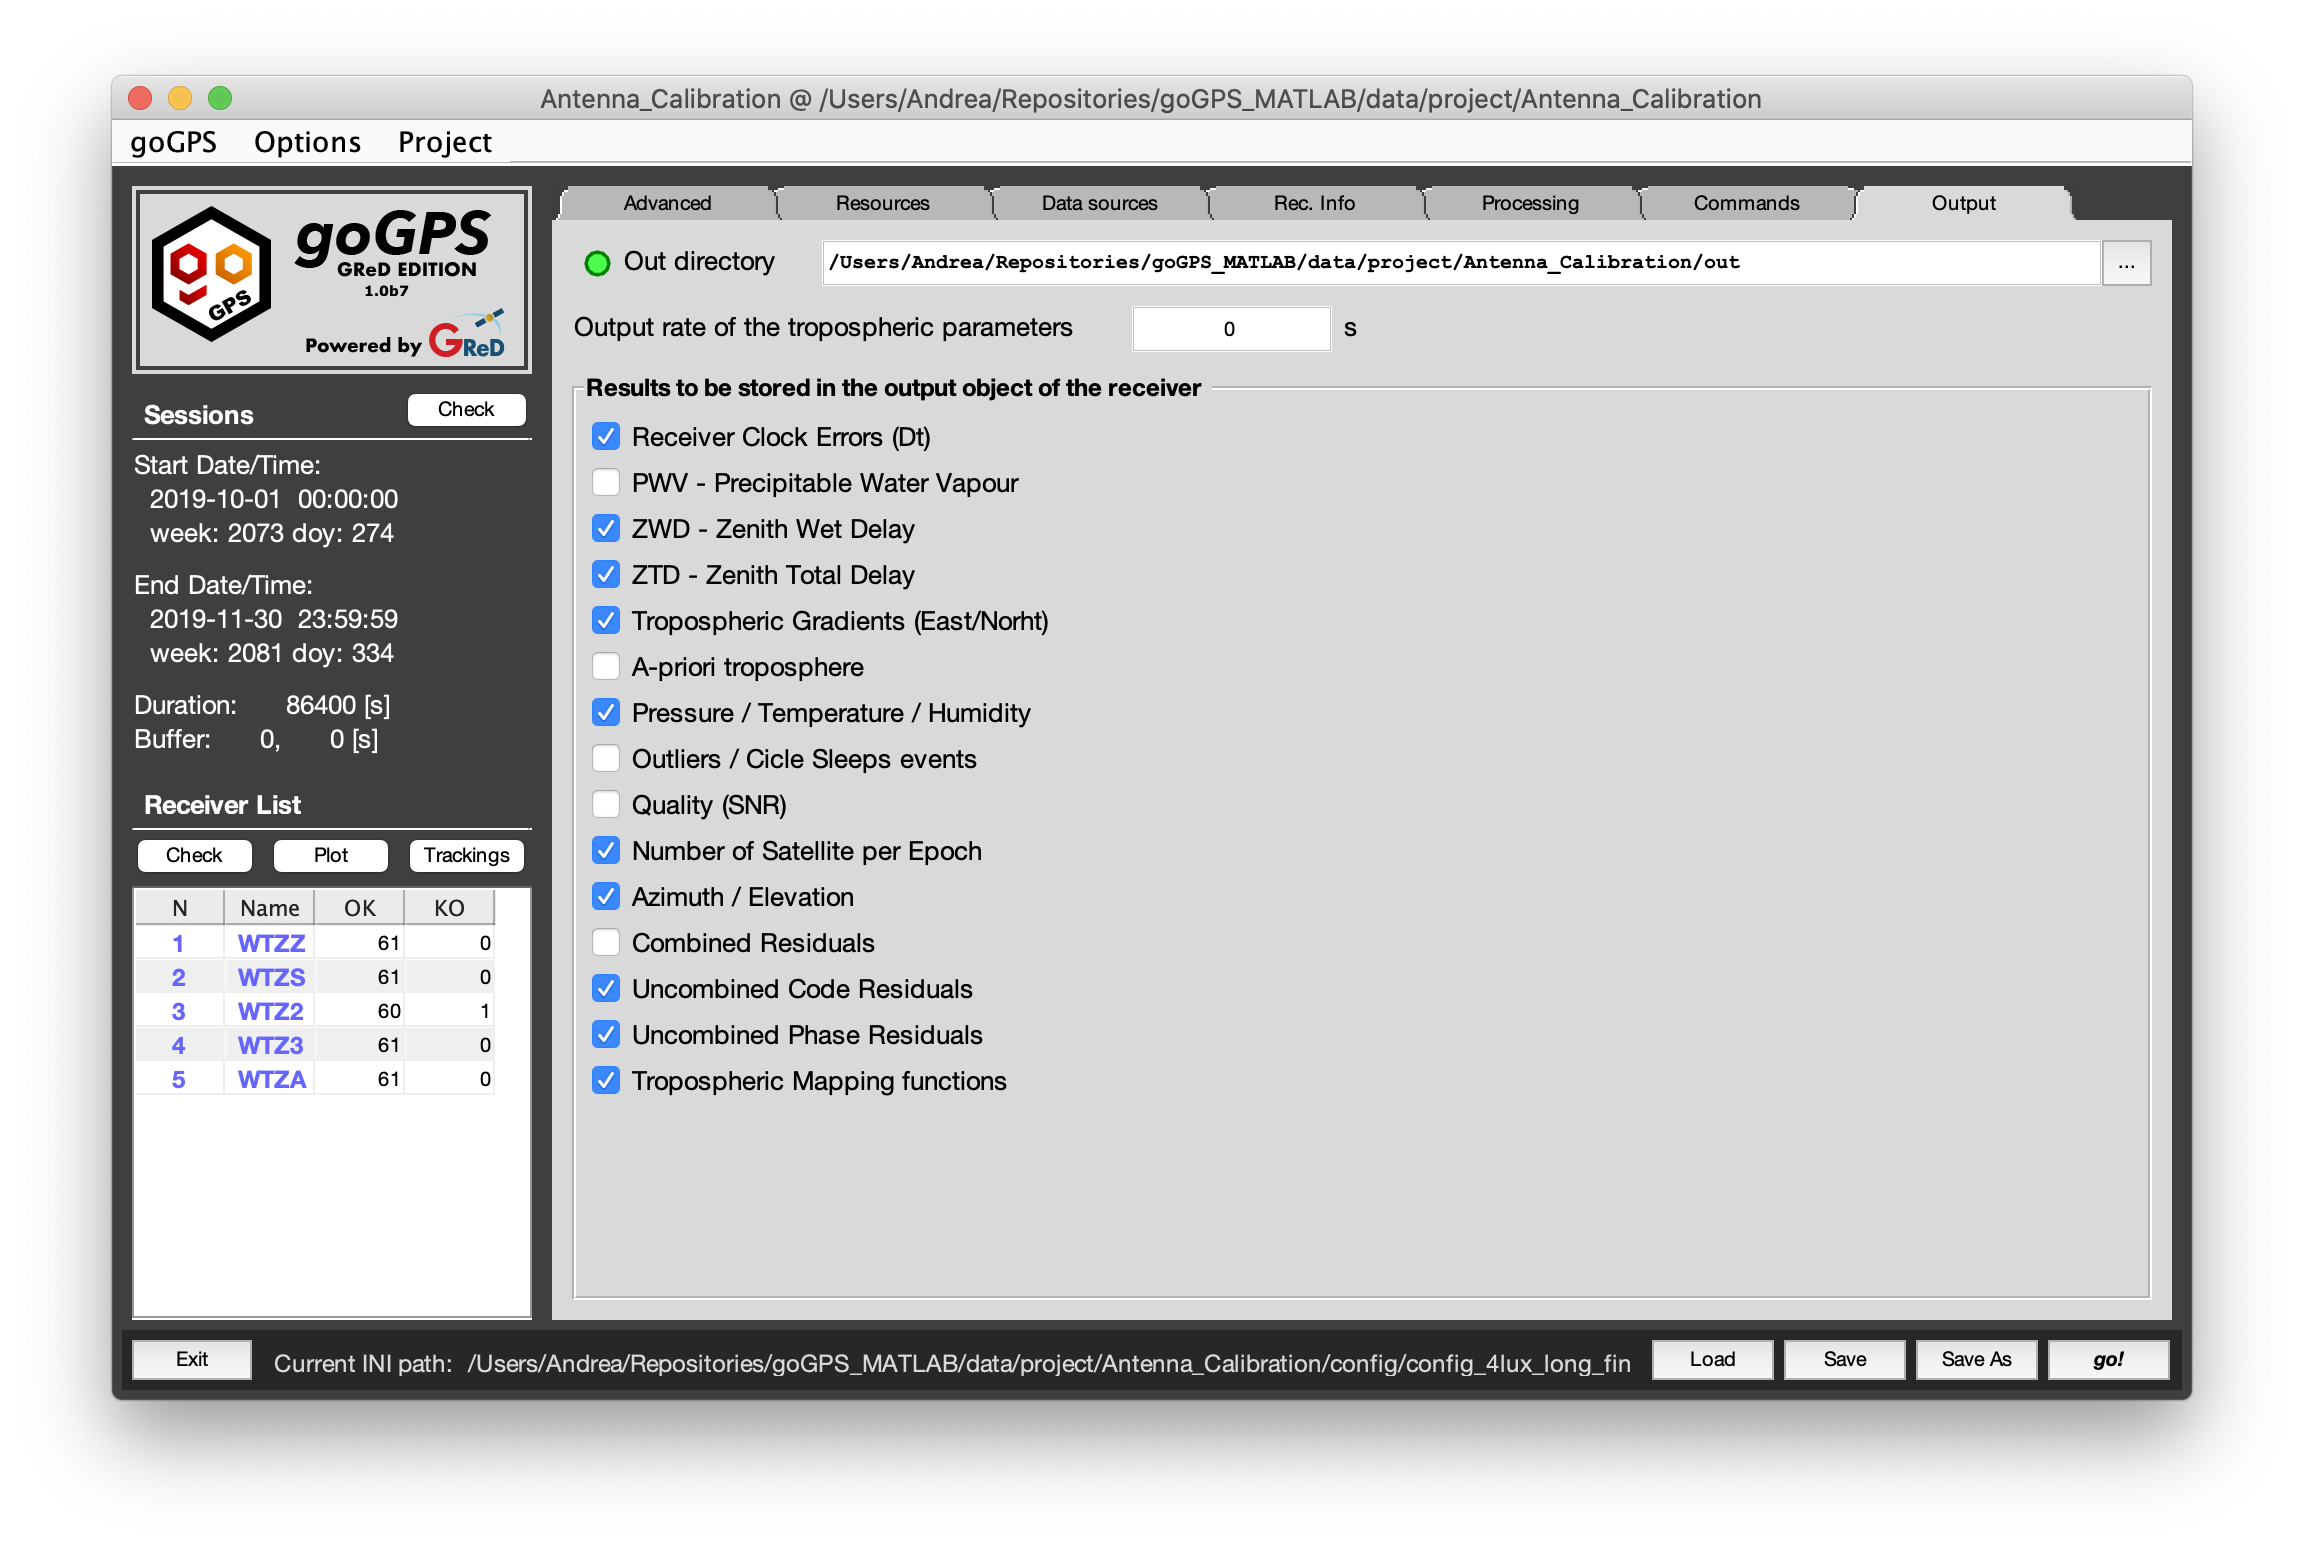 Antenna_Calibration @ /Users/Andrea/Repositories/goGPS_MATLAB/data/project/Antenna_Calibration
goGPS Options Project
go GPS
goGPS
GReD EDITION
1.0b7
Powered by GReD
Sessions Check
Start Date/Time:
2019-10-01 00:00:00
week: 2073 doy: 274
End Date/Time:
2019-11-30 23:59:59
week: 2081 doy: 334
Duration: 86400 [s]
Buffer: 0, 0 [s]
Receiver List
Check Plot Trackings
N Name OK KO
1 WTZZ 61 0
2 WTZS 61 0
3 WTZ2 60 1
4 WTZ3 61 0
5 WTZA 61 0
Advanced Resources Data sources Rec. Info Processing Commands Output
Out directory /Users/Andrea/Repositories/goGPS_MATLAB/data/project/Antenna_Calibration/out ...
Output rate of the tropospheric parameters 0 s
Results to be stored in the output object of the receiver
Receiver Clock Errors (Dt)
PWV - Precipitable Water Vapour
ZWD - Zenith Wet Delay
ZTD - Zenith Total Delay
Tropospheric Gradients (East/Norht)
A-priori troposphere
Pressure / Temperature / Humidity
Outliers / Cicle Sleeps events
Quality (SNR)
Number of Satellite per Epoch
Azimuth / Elevation
Combined Residuals
Uncombined Code Residuals
Uncombined Phase Residuals
Tropospheric Mapping functions
Exit Current INI path: /Users/Andrea/Repositories/goGPS_MATLAB/data/project/Antenna_Calibration/config/config_4lux_long_fin Load Save Save As go!